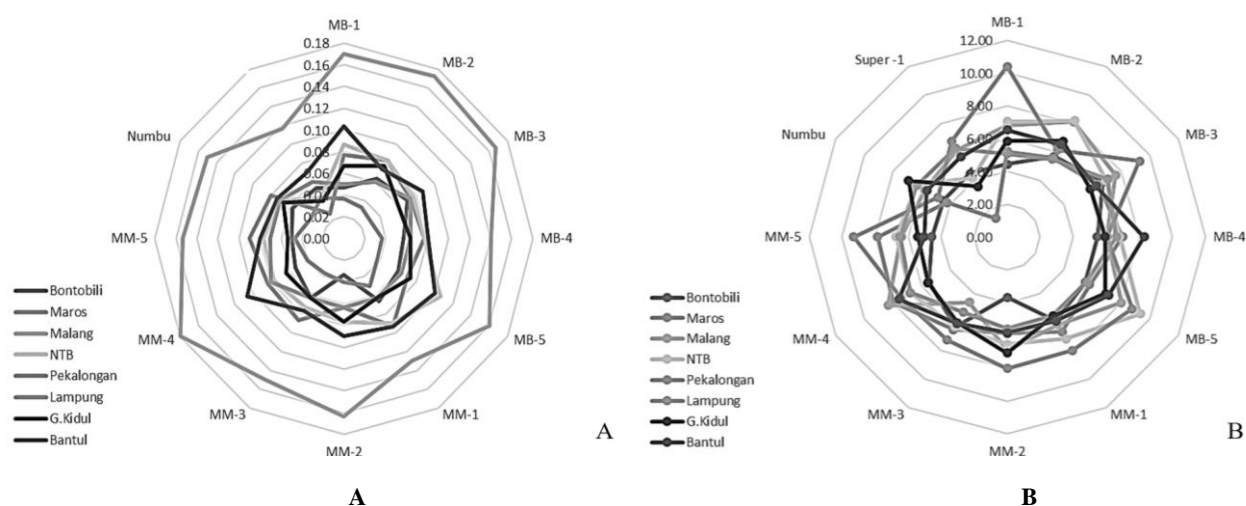 MB-1
0.18
0.16
0.14
0.12
0.10
0.08
0.06
0.04
0.02
0.00
MB-2
MB-3
MB-4
MB-5
MM-1
MM-2
MM-3
MM-4
MM-5
Numbu
Bontobili
Maros
Malang
NTB
Pekalongan
Lampung
G.Kidul
Bantul
A
A
MB-1
12.00
10.00
8.00
6.00
4.00
2.00
0.00
MB-2
MB-3
MB-4
MB-5
MM-1
MM-2
MM-3
MM-4
MM-5
Numbu
Super -1
Bontobili
Maros
Malang
NTB
Pekalongan
Lampung
G.Kidul
Bantul
B
B